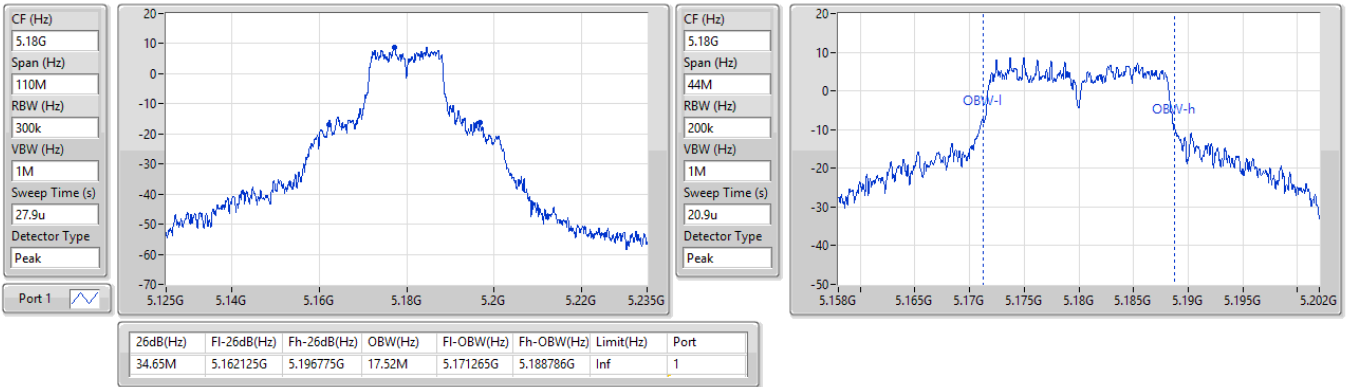 CF (Hz)
5.18G
Span (Hz)
110M
RBW (Hz)
300k
VBW (Hz)
1M
Sweep Time (s)
27.9u
Detector Type
Peak
Port 1
20
10
0
-10
-20
-30
-40
-50
-60
-70
5.125G 5.14G 5.16G 5.18G 5.2G 5.22G 5.235G
CF (Hz)
5.18G
Span (Hz)
44M
RBW (Hz)
200k
VBW (Hz)
1M
Sweep Time (s)
20.9u
Detector Type
Peak
20
10
0
-10
-20
-30
-40
-50
OBW-l
OBW-h
5.158G 5.165G 5.17G 5.175G 5.18G 5.185G 5.19G 5.195G 5.202G
26dB(Hz) Fl-26dB(Hz) Fh-26dB(Hz) OBW(Hz) Fl-OBW(Hz) Fh-OBW(Hz) Limit(Hz) Port
34.65M 5.162125G 5.196775G 17.52M 5.171265G 5.188786G Inf 1